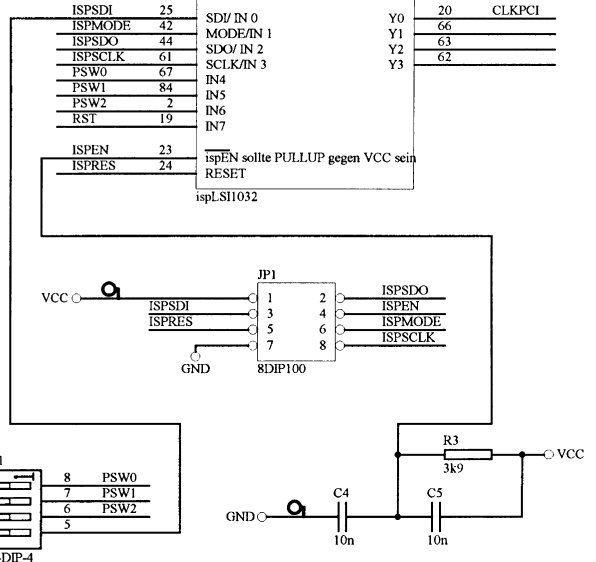 ISPSDI 25 SDI/ IN 0 Y0 20 CLKPCI
ISPMODE 42 MODE/IN 1 Y1 66
ISPSDO 44 SDO/ IN 2 Y2 63
ISPSCLK 61 SCLK/IN 3 Y3 62
PSW0 67 IN4
PSW1 84 IN5
PSW2 2 IN6
RST 19 IN7
ISPEN 23 ispEN sollte PULLUP gegen VCC sein
ISPRES 24 RESET
ispLSI1032
JP1
VCC 1 2 ISPSDO
ISPSDI 3 4 ISPEN
ISPRES 5 6 ISPMODE
7 8 ISPSCLK
GND 8DIP100
R3
VCC
3k9
1
8 PSW0
7 PSW1
6 PSW2
5
-DIP-4
C4 C5
GND
10n 10n